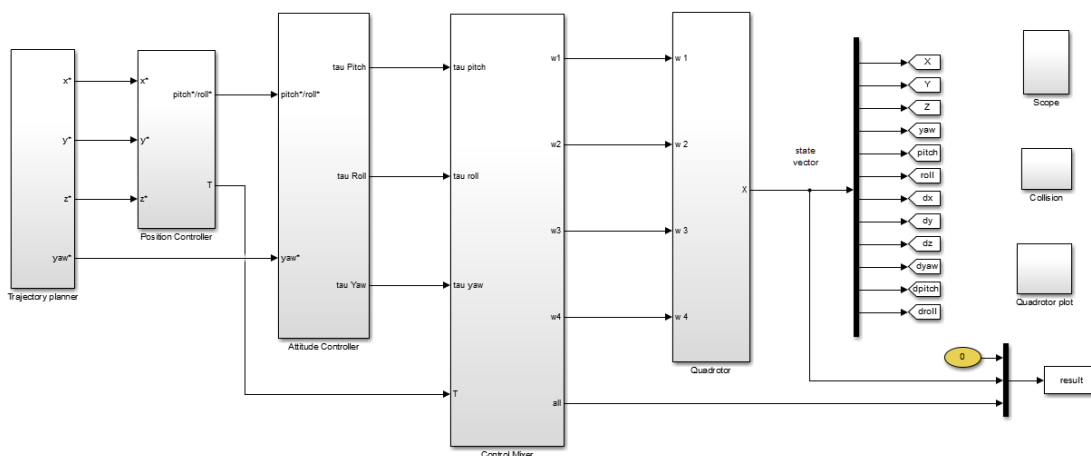 x*
y*
z*
yaw*
Trajectory planner
x*
y*
z*
pitch*/roll*
T
Position Controller
pitch*/roll*
yaw*
tau Pitch
tau Roll
tau Yaw
Attitude Controller
tau pitch
tau roll
tau yaw
T
w1
w2
w3
w4
all
Control Mixer
w 1
w 2
w 3
w 4
X
Quadrotor
state
vector
X
Y
Z
yaw
pitch
roll
dx
dy
dz
dyaw
dpitch
droll
0
result
Scope
Collision
Quadrotor plot